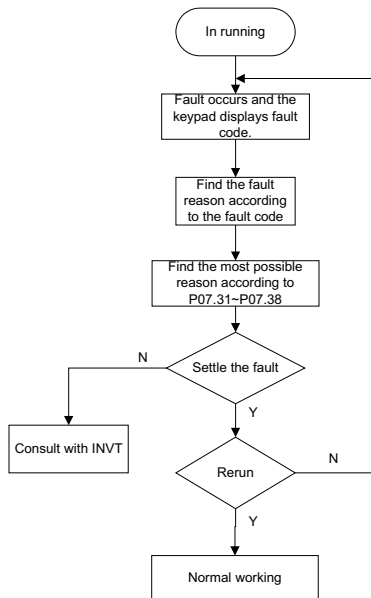 In running
Fault occurs and the
keypad displays fault
code.
Find the fault
reason according
to the fault code
Find the most possible
reason according to
P07.31~P07.38
N
Settle the fault
Y
Consult with INVT
Rerun
N
Y
Normal working